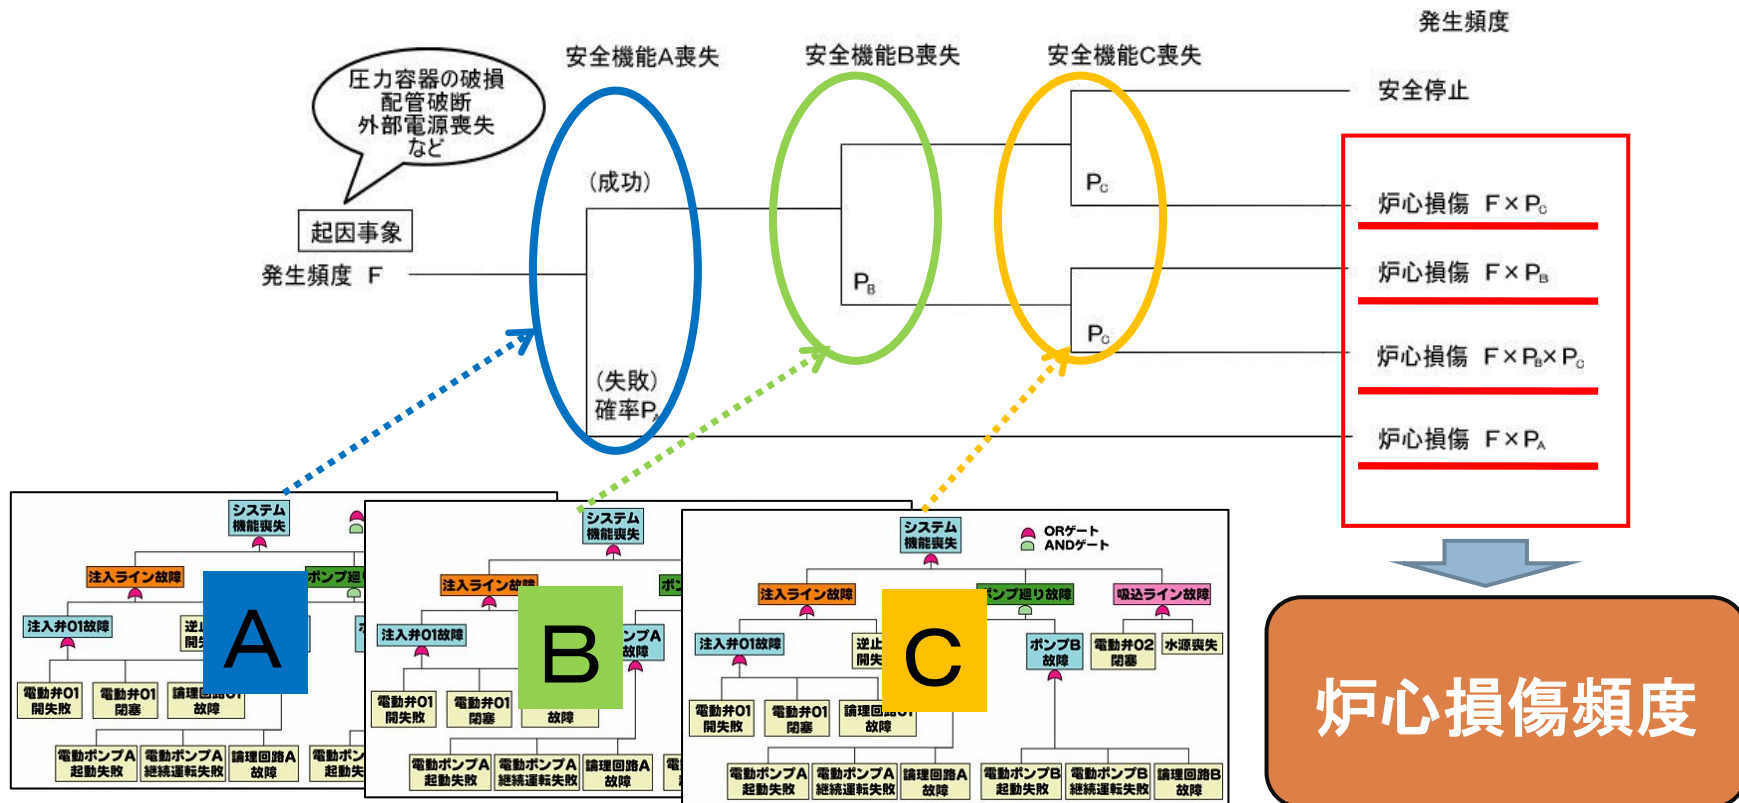 発生頻度
安全機能A喪失
安全機能B喪失
安全機能C喪失
圧力容器の破損
配管破断
外部電源喪失
など
起因事象
発生頻度 F
(成功)
(失敗)
確率PA
PB
PC
PC
安全停止
炉心損傷 F×PC
炉心損傷 F×PB
炉心損傷 F×PB×PC
炉心損傷 F×PA
炉心損傷頻度
システム
機能喪失
注入ライン故障
注入弁01故障
電動弁01
開失敗
電動弁01
閉塞
故障
電動ポンプA
起動失敗
電動ポンプA
継続運転失敗
論理回路A
故障
A
システム
機能喪失
注入ライン故障
注入弁01故障
電動弁01
開失敗
電動弁01
閉塞
故障
電動ポンプA
起動失敗
電動ポンプA
継続運転失敗
論理回路A
故障
B
システム
機能喪失
ORゲート
ANDゲート
注入ライン故障
ポンプ廻り故障
吸込ライン故障
注入弁01故障
ポンプB
故障
電動弁02
閉塞
水源喪失
電動弁01
開失敗
電動弁01
閉塞
論理回路01
故障
電動ポンプA
起動失敗
電動ポンプA
継続運転失敗
論理回路A
故障
電動ポンプB
起動失敗
電動ポンプB
継続運転失敗
論理回路B
故障
C